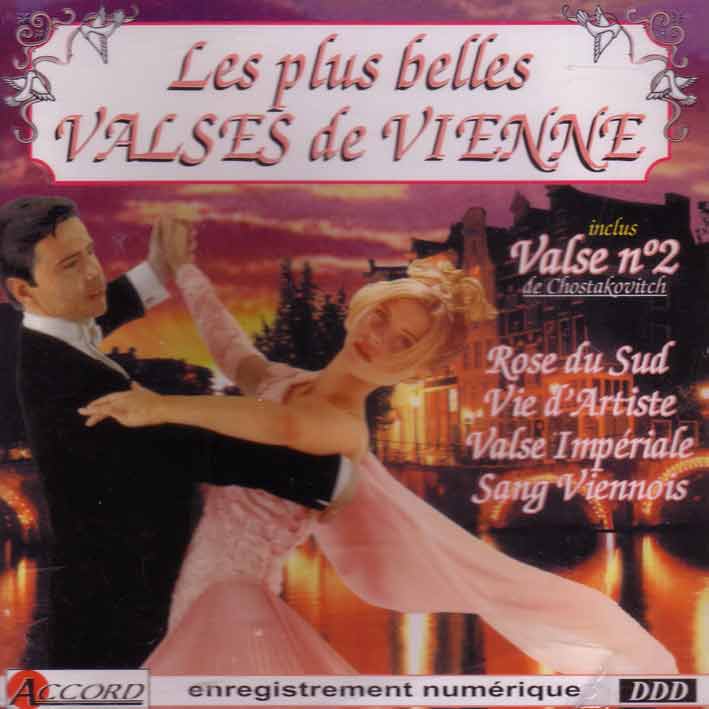 Les plus belles
VALSES de VIENNE
inclus
Valse nº2
de Chostakovitch
Rose du Sud
Vie d'Artiste
Valse Impériale
Sang Viennois
ACCORD
enregistrement numérique
DDD